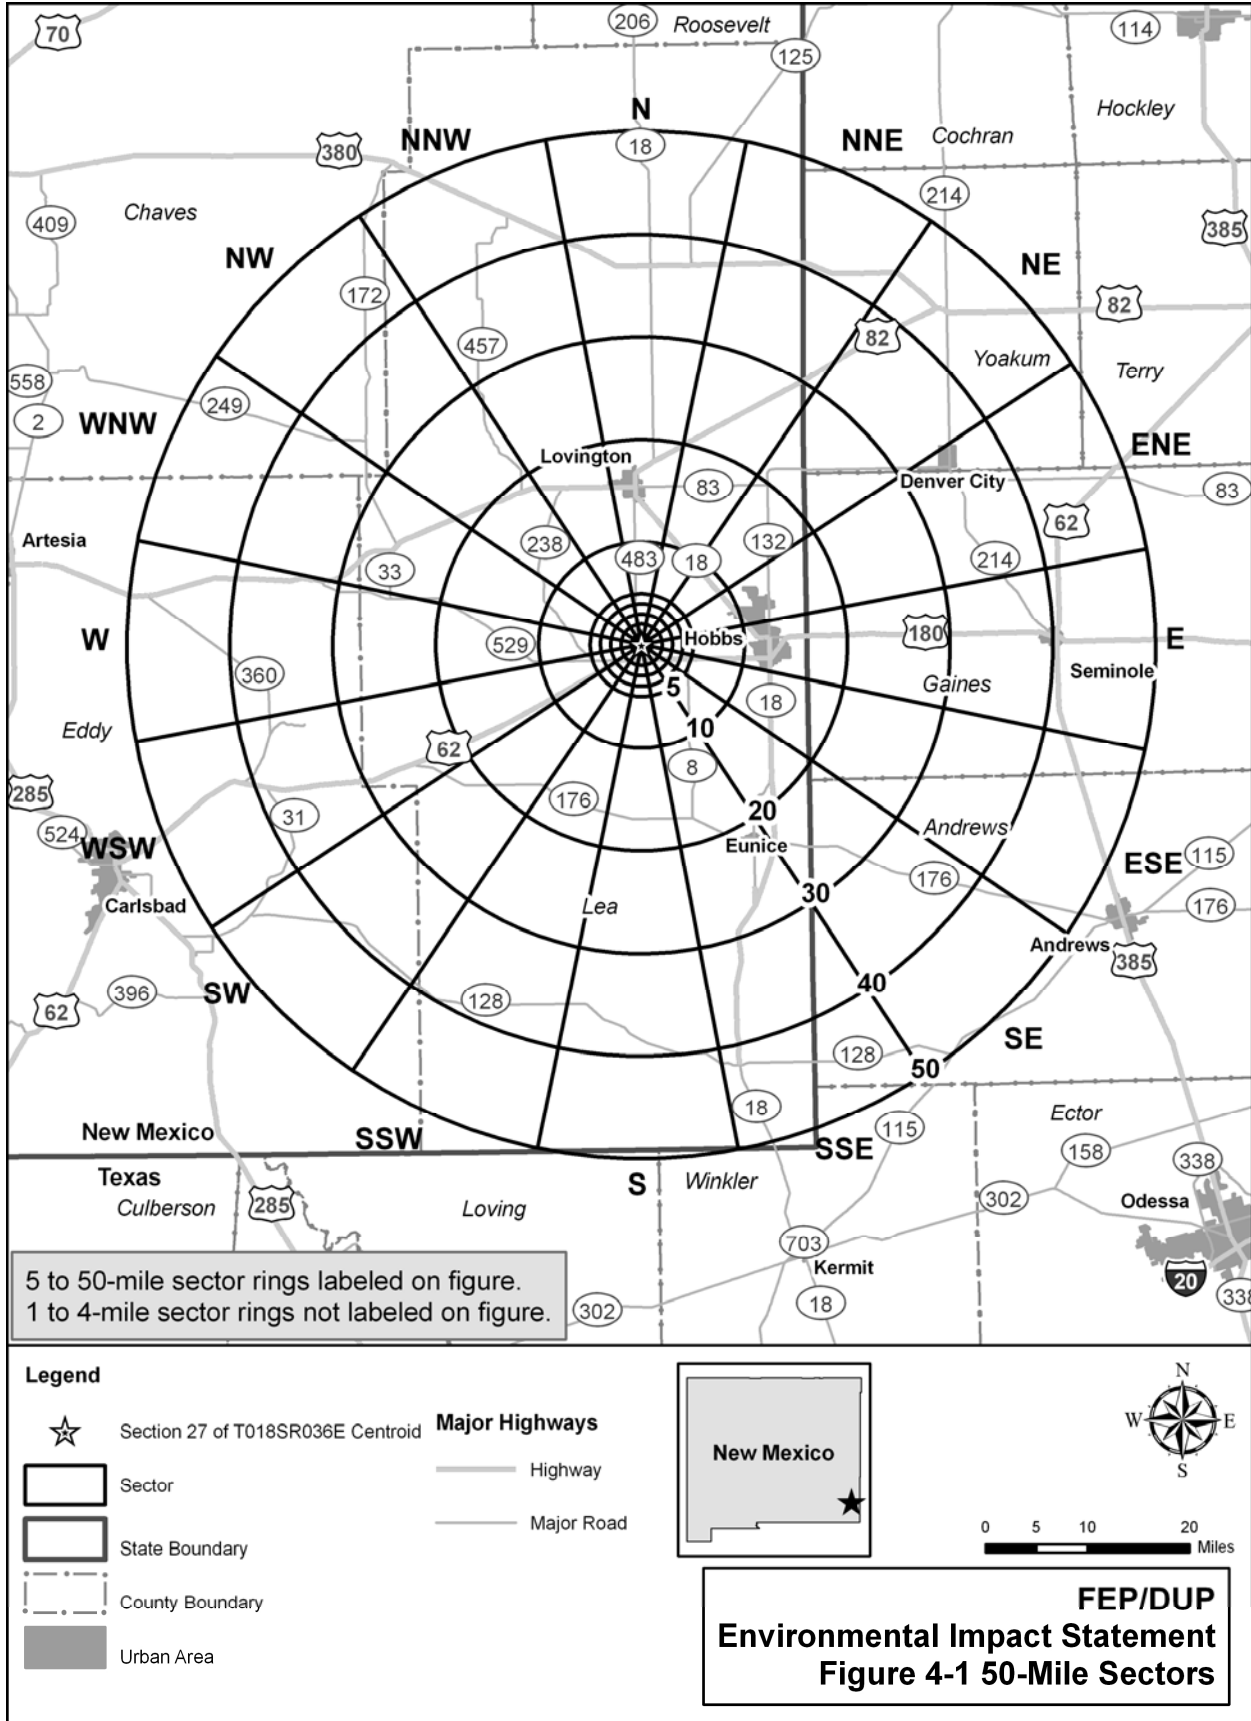 70
206
Roosevelt
125
114
Hockley
N
NNW
NNE
Cochran
380
18
214
Chaves
409
385
NW
NE
172
82
82
457
Yoakum
Terry
558
249
2
WNW
ENE
Lovington
83
Denver City
83
62
Artesia
238
483
18
132
214
33
W
529
Hobbs
180
E
360
5
Gaines
Seminole
Eddy
18
62
10
8
285
176
20
31
524
WSW
Eunice
Andrews
ESE
115
176
30
176
Carlsbad
Lea
Andrews
385
40
396
SW
128
62
SE
128
50
18
115
Ector
New Mexico
SSW
SSE
158
338
Texas
S
Winkler
Culberson
285
Loving
302
Odessa
703
Kermit
20
5 to 50-mile sector rings labeled on figure.
1 to 4-mile sector rings not labeled on figure.
302
18
338
Legend
Section 27 of T018SR036E Centroid
Sector
State Boundary
County Boundary
Urban Area
Major Highways
Highway
Major Road
New Mexico
N
W
E
S
0 5 10 20
Miles
FEP/DUP
Environmental Impact Statement
Figure 4-1 50-Mile Sectors